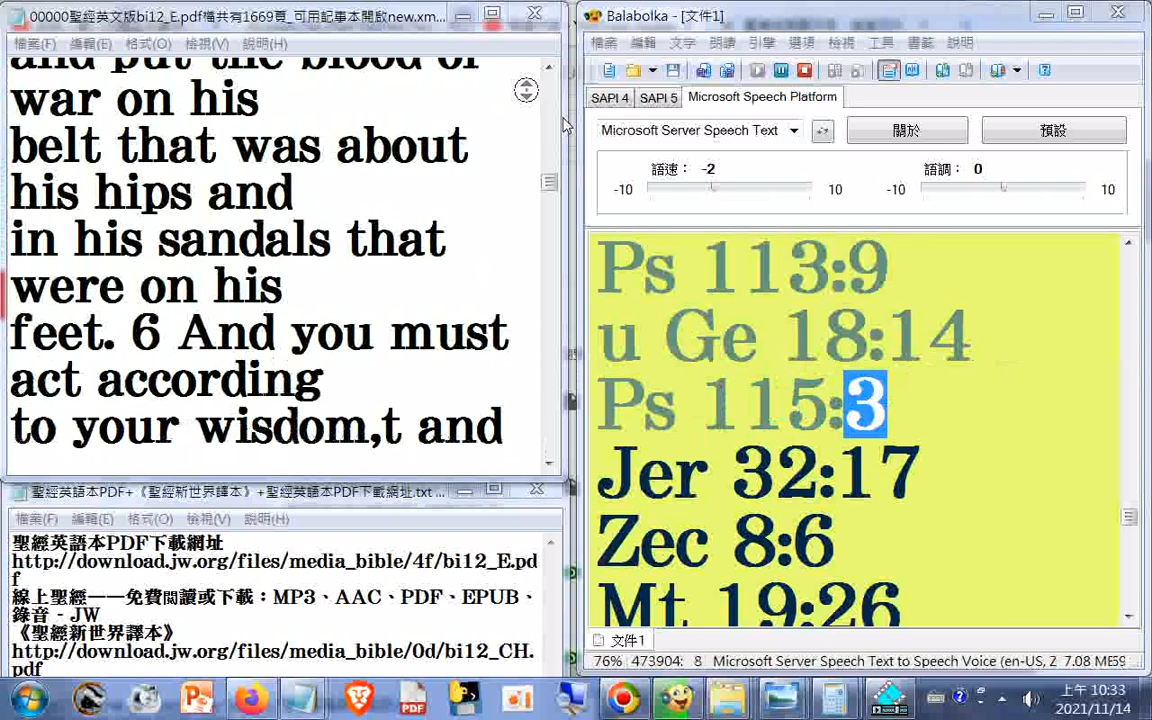 00000聖經英文版bi12_E.pdf檔共有1669頁_可用記事本開啟new.xm...
檔案(F) 編輯(E) 格式(O) 檢視(V) 說明(H)
and put the blood of
war on his
belt that was about
his hips and
in his sandals that
were on his
feet. 6 And you must
act according
to your wisdom,t and
聖經英語本PDF+《聖經新世界譯本》+聖經英語本PDF下載網址.txt ...
檔案(F) 編輯(E) 格式(O) 檢視(V) 說明(H)
聖經英語本PDF下載網址
http://download.jw.org/files/media_bible/4f/bi12_E.pd
f
線上聖經——免費閱讀或下載：MP3、AAC、PDF、EPUB、
錄音 - JW
《聖經新世界譯本》
http://download.jw.org/files/media_bible/0d/bi12_CH.
pdf
Balabolka - [文件1]
檔案 編輯 文字 朗讀 引擎 選項 檢視 工具 書籤 說明
SAPI 4 SAPI 5 Microsoft Speech Platform
Microsoft Server Speech Text 關於 預設
語速： -2 語調： 0
-10 10 -10 10
Ps 113:9
u Ge 18:14
Ps 115:3
Jer 32:17
Zec 8:6
Mt 19:26
文件1
76% 473904: 8 Microsoft Server Speech Text to Speech Voice (en-US, Z 7.08 ME59
上午 10:33
2021/11/14